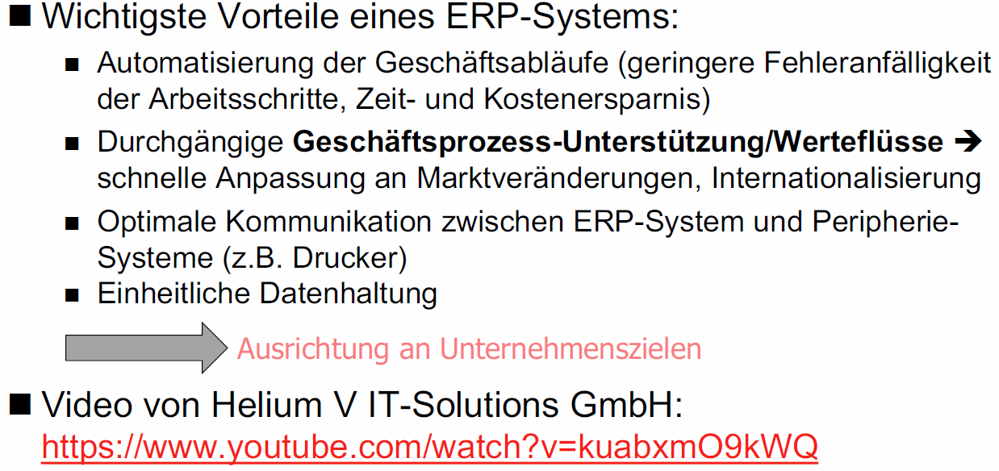 ■ Wichtigste Vorteile eines ERP-Systems:
■ Automatisierung der Geschäftsabläufe (geringere Fehleranfälligkeit
der Arbeitsschritte, Zeit- und Kostenersparnis)
■ Durchgängige Geschäftsprozess-Unterstützung/Werteflüsse ➔
schnelle Anpassung an Marktveränderungen, Internationalisierung
■ Optimale Kommunikation zwischen ERP-System und Peripherie-
Systeme (z.B. Drucker)
■ Einheitliche Datenhaltung
Ausrichtung an Unternehmenszielen
■ Video von Helium V IT-Solutions GmbH:
https://www.youtube.com/watch?v=kuabxmO9kWQ